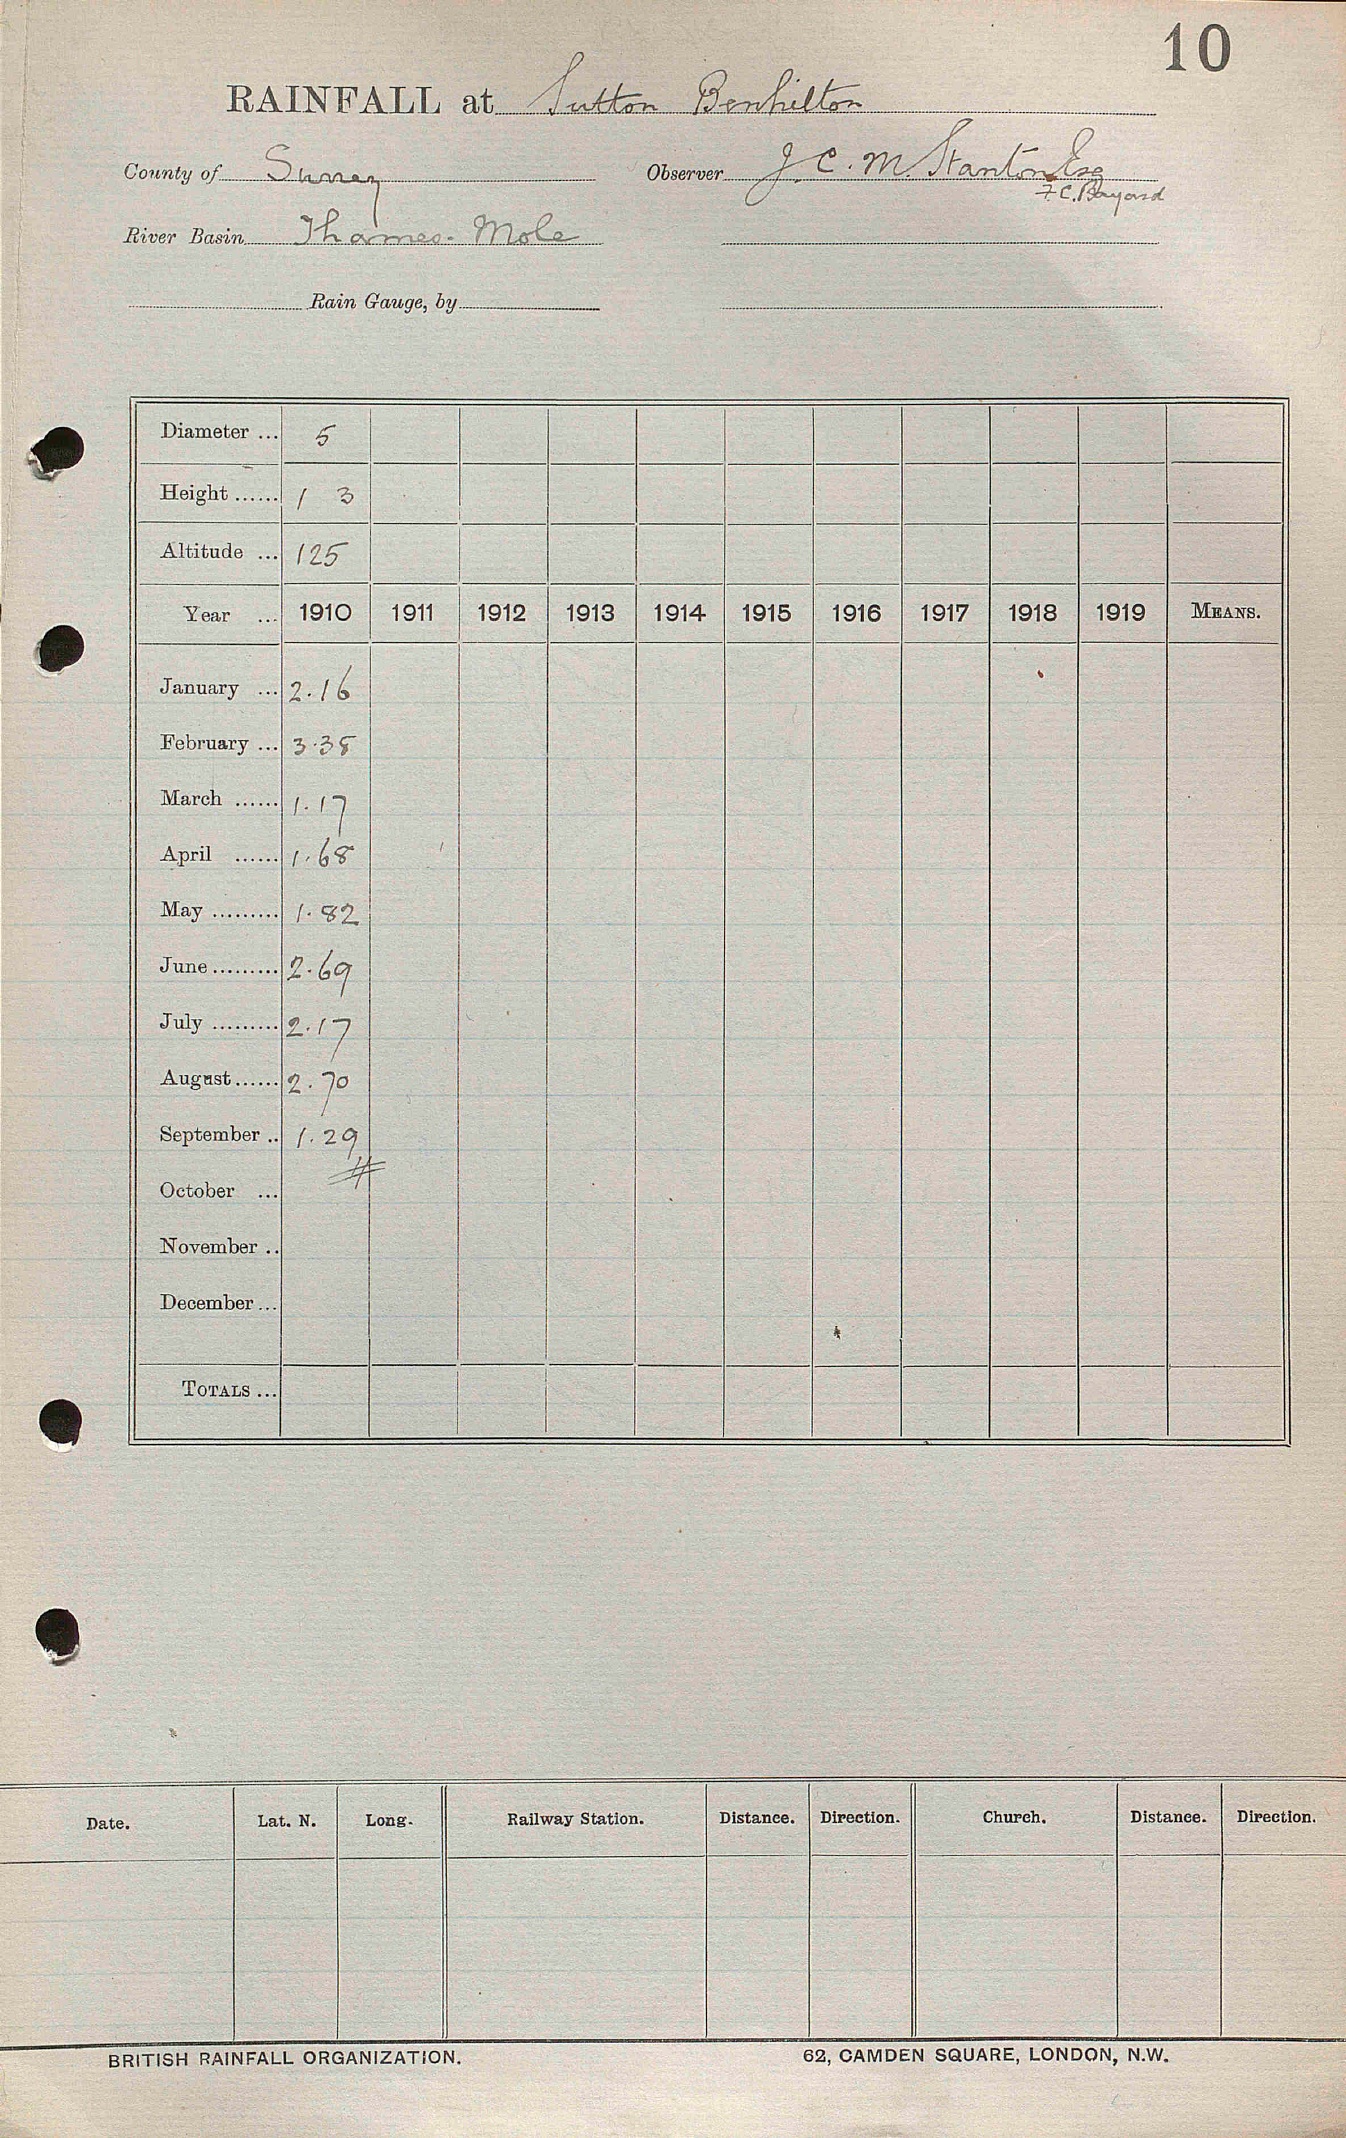 10
RAINFALL at Sutton Benhilton
County of Surrey Observer J. C. M. Stanton Esq
F. C. Bayard
River Basin Thames. Mole
Rain Gauge, by
Diameter ... 5
Height ...... 1 3
Altitude ... 125
Year ... 1910 1911 1912 1913 1914 1915 1916 1917 1918 1919 MEANS.
January ... 2.16
February ... 3.38
March ...... 1.17
April ...... 1.68
May ......... 1.82
June ......... 2.69
July ......... 2.17
August ...... 2.70
September .. 1.29
October ...
November ..
December ...
TOTALS ...
Date. Lat. N. Long. Railway Station. Distance. Direction. Church. Distance. Direction.
BRITISH RAINFALL ORGANIZATION. 62, CAMDEN SQUARE, LONDON, N.W.